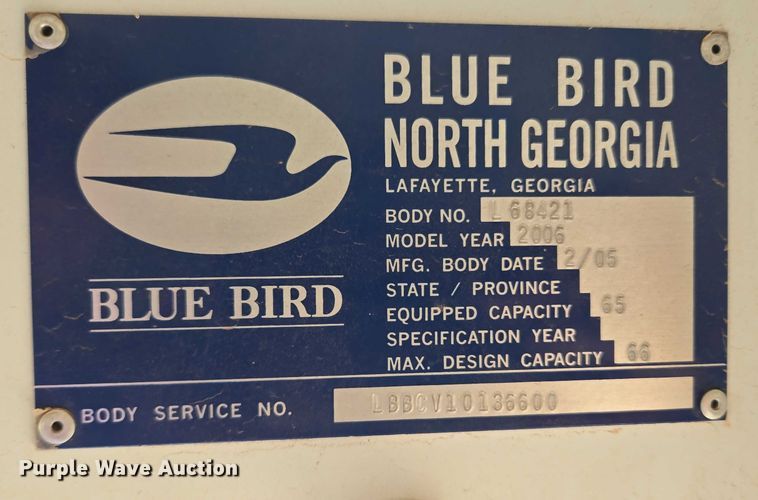 BLUE BIRD
NORTH GEORGIA
LAFAYETTE, GEORGIA
BODY NO. L 68421
MODEL YEAR 2006
MFG. BODY DATE 2/05
STATE / PROVINCE
EQUIPPED CAPACITY 65
SPECIFICATION YEAR
MAX. DESIGN CAPACITY 66
BLUE BIRD
BODY SERVICE NO. LBBCV10136600
Purple Wave Auction